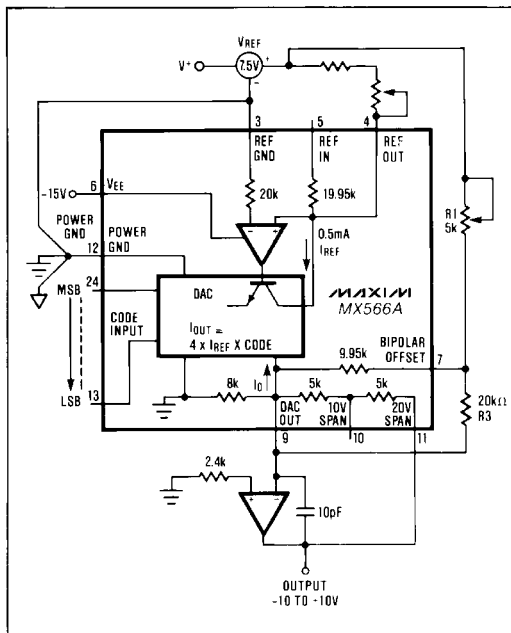 VREF
V+
7.5V
+
−
3
5
4
REF GND
REF IN
REF OUT
20k
19.95k
−15V
6
VEE
0.5mA
IREF
R1
5k
POWER GND
POWER GND
12
24
MSB
DAC
MAXIM
MX566A
CODE INPUT
IOUT =
4 x IREF X CODE
BIPOLAR OFFSET
7
9.95k
LSB
13
8k
IO
5k
5k
20kΩ
R3
DAC OUT
10V SPAN
20V SPAN
9
10
11
2.4k
10pF
OUTPUT
-10 TO +10V